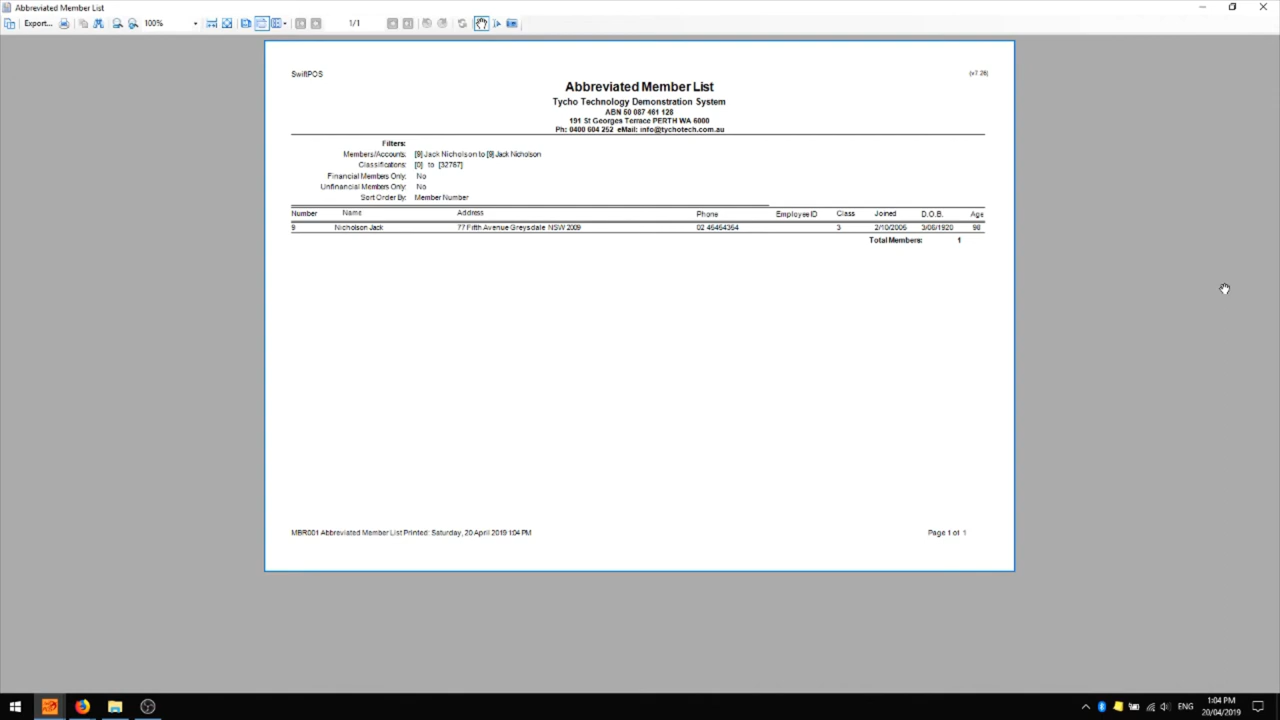 Abbreviated Member List
Export... 100% 1/1
SwiftPOS (v7.28)
Abbreviated Member List
Tycho Technology Demonstration System
ABN 50 087 461 128
191 St Georges Terrace PERTH WA 6000
Ph: 0400 604 252 eMail: info@tychotech.com.au
Filters:
Members/Accounts: [9] Jack Nicholson to [9] Jack Nicholson
Classifications: [0] to [32767]
Financial Members Only: No
Unfinancial Members Only: No
Sort Order By: Member Number
Number Name Address Phone Employee ID Class Joined D.O.B. Age
9 Nicholson Jack 77 Fifth Avenue Greysdale NSW 2009 02 45454354 3 2/10/2005 3/08/1920 98
Total Members: 1
MBR001 Abbreviated Member List Printed: Saturday, 20 April 2019 1:04 PM Page 1 of 1
ENG 1:04 PM
20/04/2019